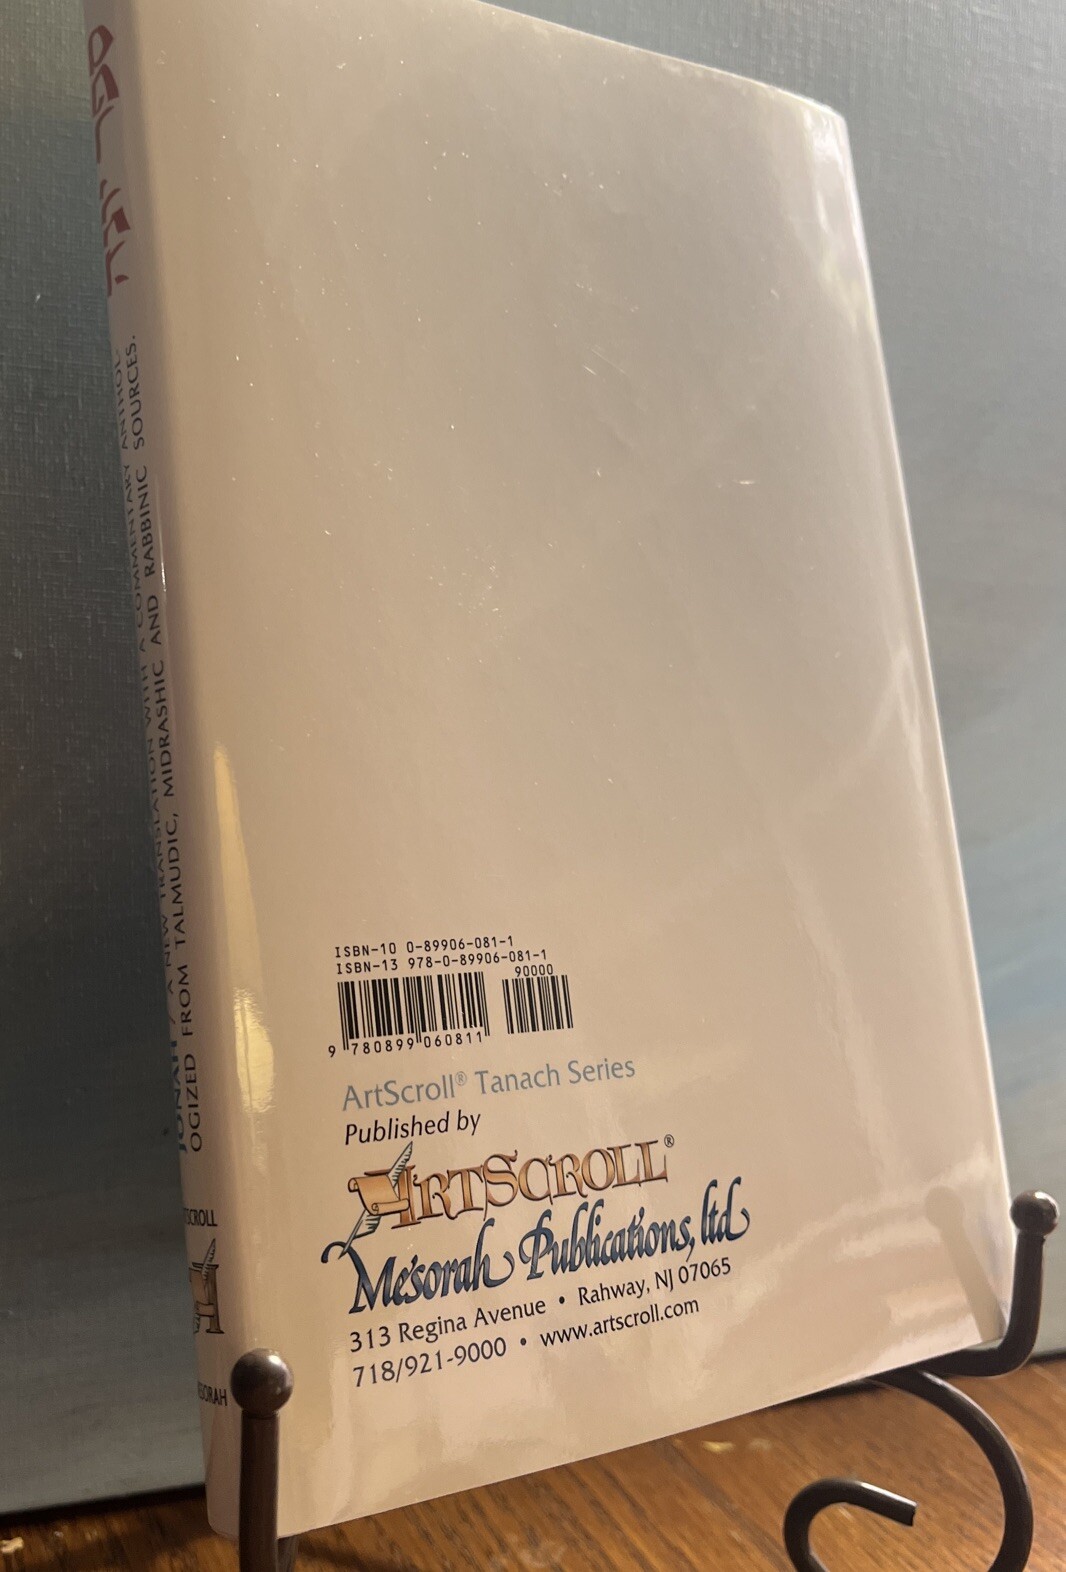 JONAH / A NEW TRANSLATION WITH A COMMENTARY ANTHOL-
OGIZED FROM TALMUDIC, MIDRASHIC AND RABBINIC SOURCES.
ISBN-10 0-89906-081-1
ISBN-13 978-0-89906-081-1
90000
9 780899 060811
ArtScroll® Tanach Series
Published by
ARTSCROLL®
Mesorah Publications, ltd
313 Regina Avenue • Rahway, NJ 07065
718/921-9000 • www.artscroll.com